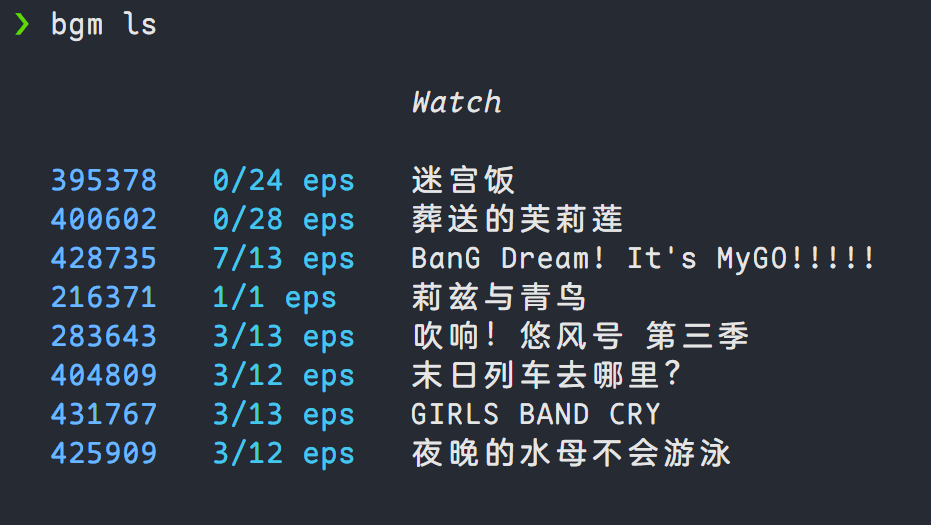 ❯ bgm ls
Watch
395378 0/24 eps 迷宫饭
400602 0/28 eps 葬送的芙莉莲
428735 7/13 eps BanG Dream! It's MyGO!!!!!
216371 1/1 eps 莉兹与青鸟
283643 3/13 eps 吹响！悠风号 第三季
404809 3/12 eps 末日列车去哪里？
431767 3/13 eps GIRLS BAND CRY
425909 3/12 eps 夜晚的水母不会游泳